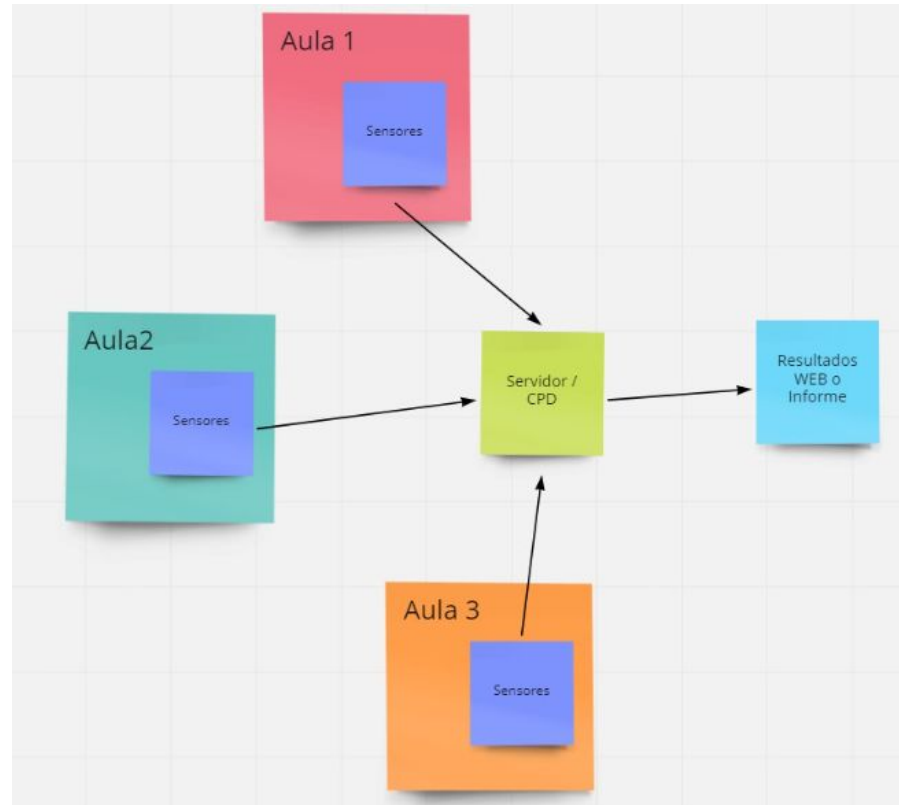 Aula 1
Sensores
Aula2
Sensores
Servidor /
CPD
Resultados
WEB o
Informe
Aula 3
Sensores